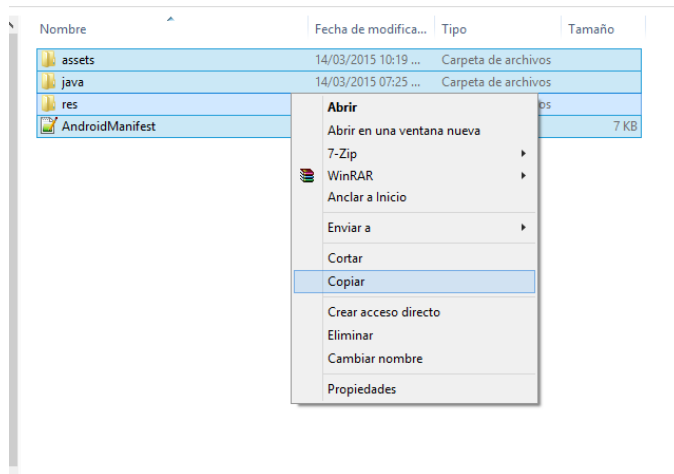 Nombre Fecha de modifica... Tipo Tamaño
assets 14/03/2015 10:19 ... Carpeta de archivos
java 14/03/2015 07:25 ... Carpeta de archivos
res os
AndroidManifest 7 KB
Abrir
Abrir en una ventana nueva
7-Zip
WinRAR
Anclar a Inicio
Enviar a
Cortar
Copiar
Crear acceso directo
Eliminar
Cambiar nombre
Propiedades